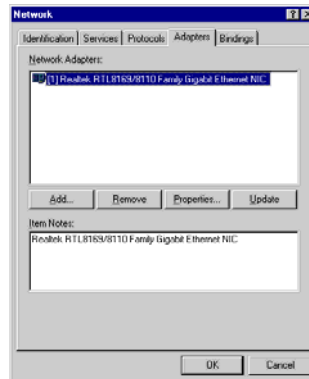 Network
Identification Services Protocols Adapters Bindings
Network Adapters:
[1] Realtek RTL8169/8110 Family Gigabit Ethernet NIC
Add... Remove Properties... Update
Item Notes:
Realtek RTL8169/8110 Family Gigabit Ethernet NIC
OK Cancel